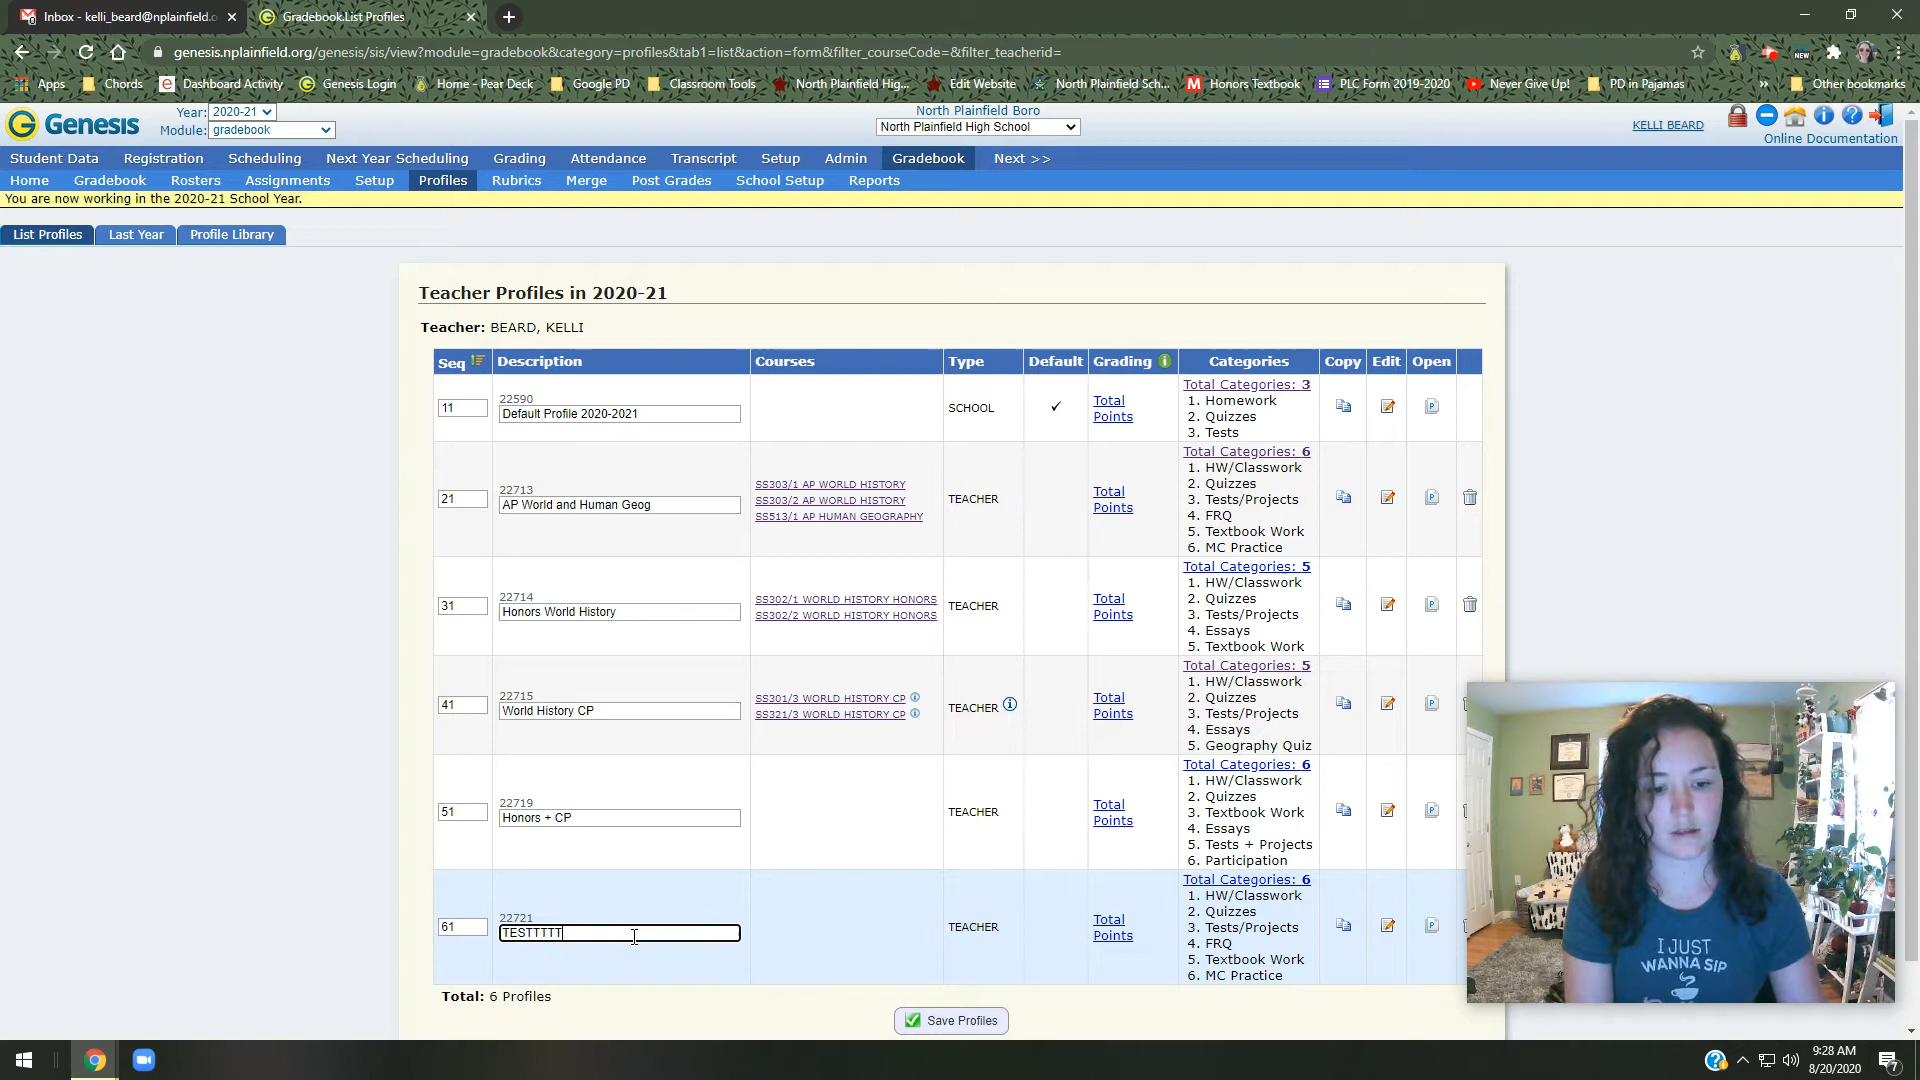 Inbox - kelli_beard@nplainfield.o
Gradebook.List Profiles
genesis.nplainfield.org/genesis/sis/view?module=gradebook&category=profiles&tab1=list&action=form&filter_courseCode=&filter_teacherid=
Apps
Chords
Dashboard Activity
Genesis Login
Home - Pear Deck
Google PD
Classroom Tools
North Plainfield Hig...
Edit Website
North Plainfield Sch...
Honors Textbook
PLC Form 2019-2020
Never Give Up!
PD in Pajamas
Other bookmarks
Genesis
Year: 2020-21
Module: gradebook
North Plainfield Boro
North Plainfield High School
KELLI BEARD
Online Documentation
Student Data Registration Scheduling Next Year Scheduling Grading Attendance Transcript Setup Admin Gradebook Next >>
Home Gradebook Rosters Assignments Setup Profiles Rubrics Merge Post Grades School Setup Reports
You are now working in the 2020-21 School Year.
List Profiles Last Year Profile Library
Teacher Profiles in 2020-21
Teacher: BEARD, KELLI
Seq Description Courses Type Default Grading Categories Copy Edit Open
11
22590
Default Profile 2020-2021
SCHOOL
✓
Total Points
Total Categories: 3
1. Homework
2. Quizzes
3. Tests
21
22713
AP World and Human Geog
SS303/1 AP WORLD HISTORY
SS303/2 AP WORLD HISTORY
SS513/1 AP HUMAN GEOGRAPHY
TEACHER
Total Points
Total Categories: 6
1. HW/Classwork
2. Quizzes
3. Tests/Projects
4. FRQ
5. Textbook Work
6. MC Practice
31
22714
Honors World History
SS302/1 WORLD HISTORY HONORS
SS302/2 WORLD HISTORY HONORS
TEACHER
Total Points
Total Categories: 5
1. HW/Classwork
2. Quizzes
3. Tests/Projects
4. Essays
5. Textbook Work
41
22715
World History CP
SS301/3 WORLD HISTORY CP
SS321/3 WORLD HISTORY CP
TEACHER
Total Points
Total Categories: 5
1. HW/Classwork
2. Quizzes
3. Tests/Projects
4. Essays
5. Geography Quiz
51
22719
Honors + CP
TEACHER
Total Points
Total Categories: 6
1. HW/Classwork
2. Quizzes
3. Textbook Work
4. Essays
5. Tests + Projects
6. Participation
61
22721
TESTTTTT
TEACHER
Total Points
Total Categories: 6
1. HW/Classwork
2. Quizzes
3. Tests/Projects
4. FRQ
5. Textbook Work
6. MC Practice
Total: 6 Profiles
Save Profiles
I JUST
WANNA SIP
9:28 AM
8/20/2020
7